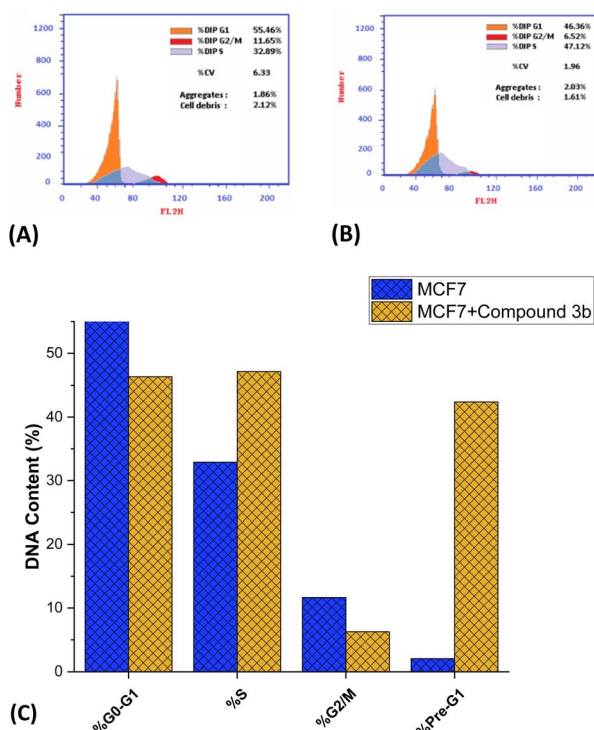 1200
1000
800
600
400
200
0
Number
%DIP G1 55.46%
%DIP G2/M 11.65%
%DIP S 32.89%
%CV 6.33
Aggregates : 1.86%
Cell debris : 2.12%
0 40 80 120 160 200
FL2H
(A)
1200
1000
800
600
400
200
0
Number
%DIP G1 46.36%
%DIP G2/M 6.52%
%DIP S 47.12%
%CV 1.96
Aggregates : 2.03%
Cell debris : 1.61%
0 40 80 120 160 200
FL2H
(B)
MCF7
MCF7+Compound 3b
50
40
30
20
10
0
DNA Content (%)
%G0-G1
%S
%G2/M
%Pre-G1
(C)